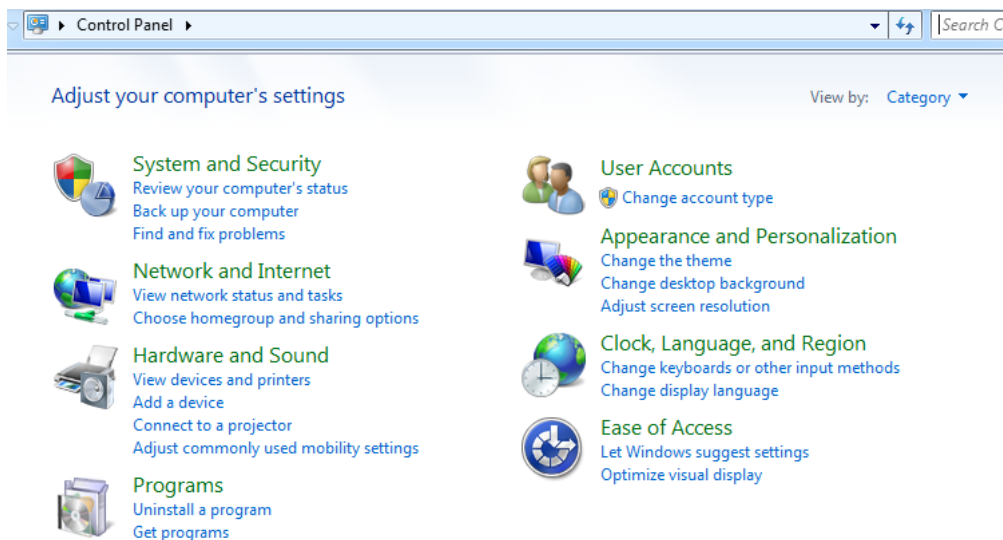 Control Panel
Search C
Adjust your computer's settings
View by: Category
System and Security
Review your computer's status
Back up your computer
Find and fix problems
Network and Internet
View network status and tasks
Choose homegroup and sharing options
Hardware and Sound
View devices and printers
Add a device
Connect to a projector
Adjust commonly used mobility settings
Programs
Uninstall a program
Get programs
User Accounts
Change account type
Appearance and Personalization
Change the theme
Change desktop background
Adjust screen resolution
Clock, Language, and Region
Change keyboards or other input methods
Change display language
Ease of Access
Let Windows suggest settings
Optimize visual display